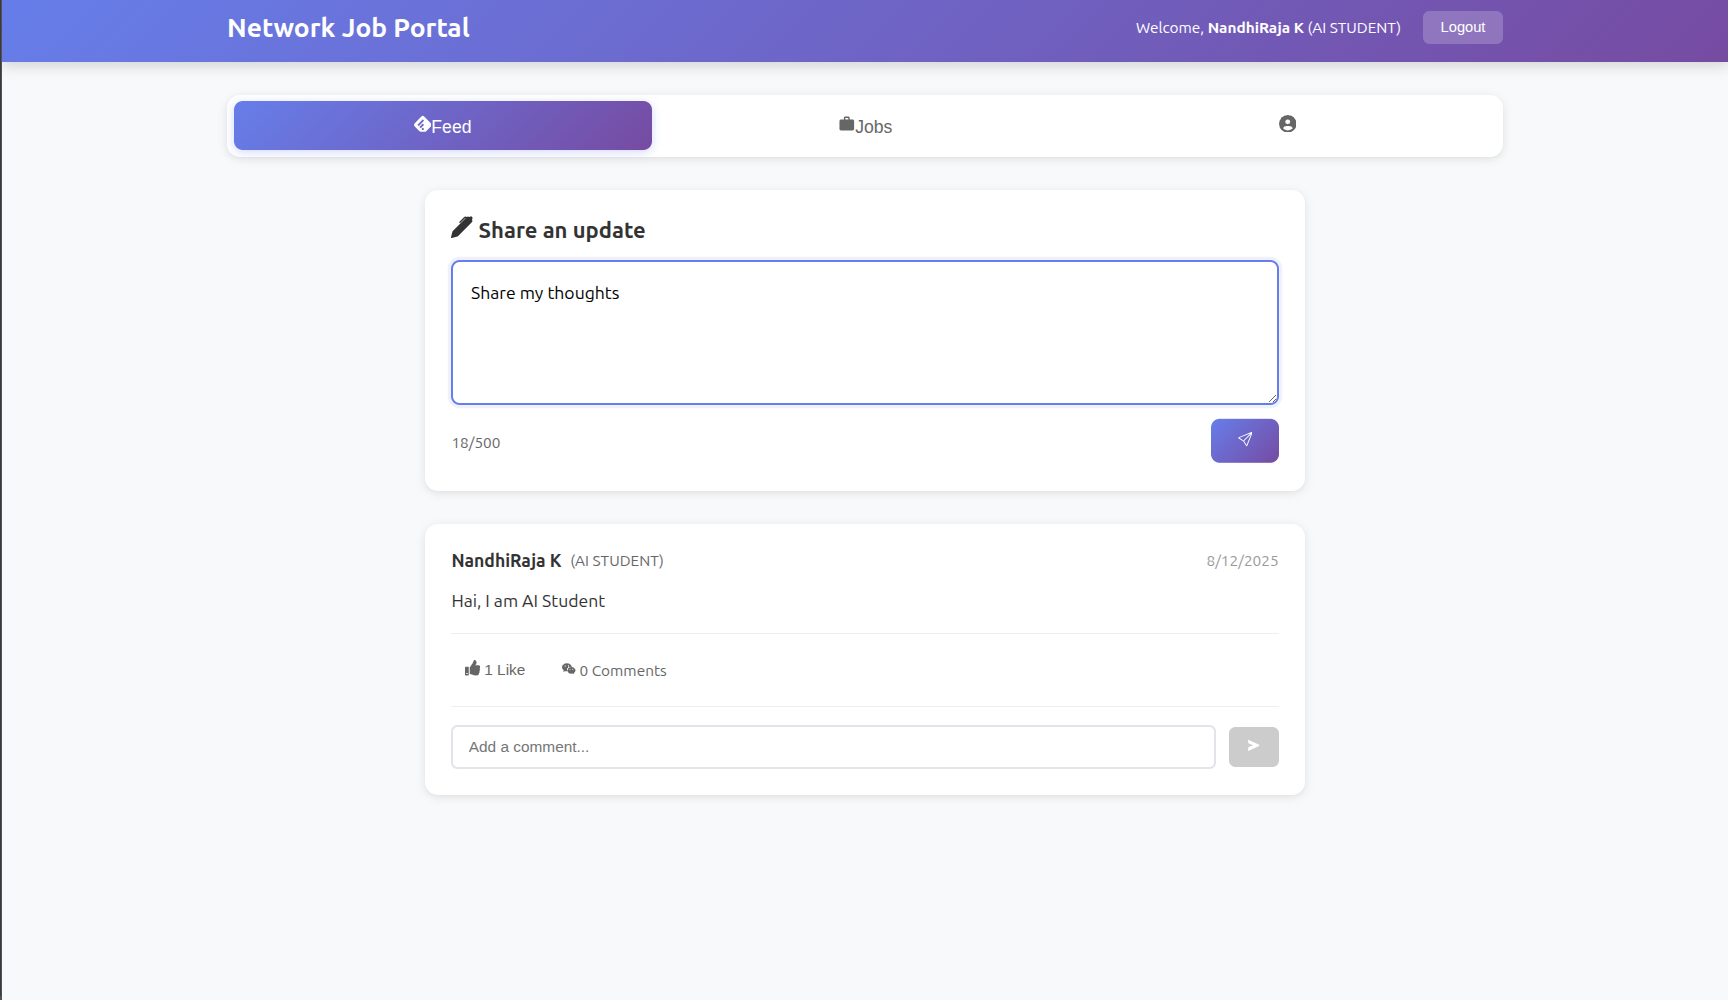 Network Job Portal
Welcome, NandhiRaja K (AI STUDENT)
Logout
Feed
Jobs
Share an update
Share my thoughts
18/500
NandhiRaja K (AI STUDENT)
8/12/2025
Hai, I am AI Student
1 Like
0 Comments
Add a comment...